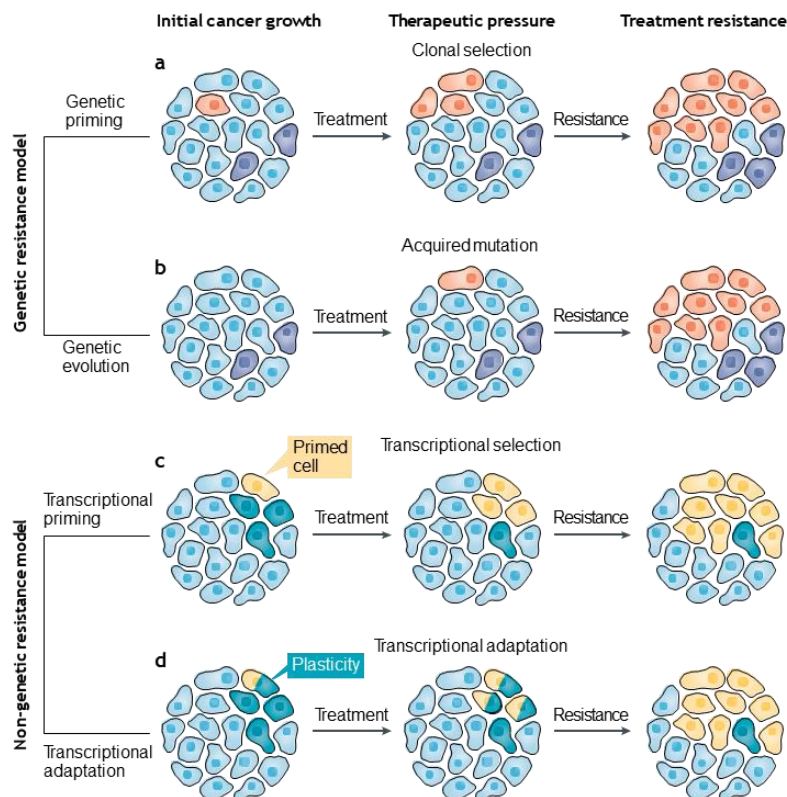 Initial cancer growth
Therapeutic pressure
Treatment resistance
Genetic resistance model
a
Clonal selection
Genetic
priming
Treatment
Resistance
b
Acquired mutation
Genetic
evolution
Treatment
Resistance
Non-genetic resistance model
c
Primed
cell
Transcriptional selection
Transcriptional
priming
Treatment
Resistance
d
Plasticity
Transcriptional adaptation
Transcriptional
adaptation
Treatment
Resistance